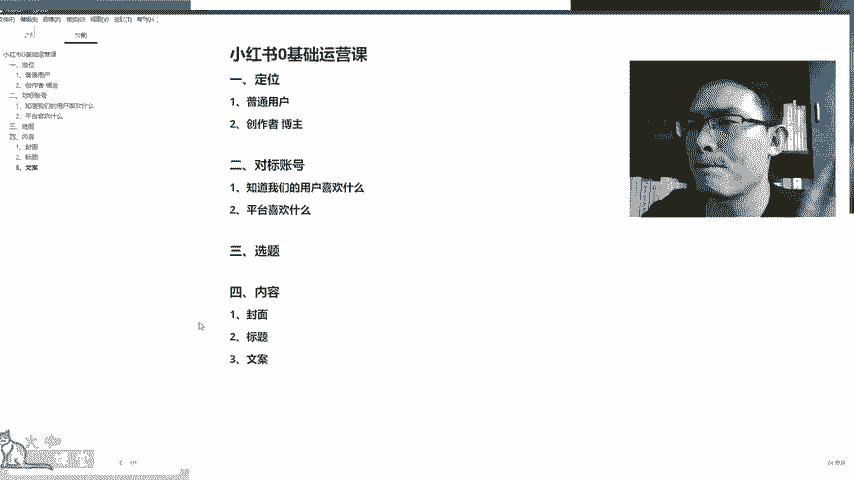 文件(F) 编辑(E) 段落(P) 格式(O) 视图(V) 主题(T) 帮助(H)
大纲
小红书0基础运营课
一、定位
1、普通用户
2、创作者 博主
二、对标账号
1、知道我们的用户喜欢什么
2、平台喜欢什么
三、选题
四、内容
1、封面
2、标题
3、文案
小红书0基础运营课
一、定位
1、普通用户
2、创作者 博主
二、对标账号
1、知道我们的用户喜欢什么
2、平台喜欢什么
三、选题
四、内容
1、封面
2、标题
3、文案